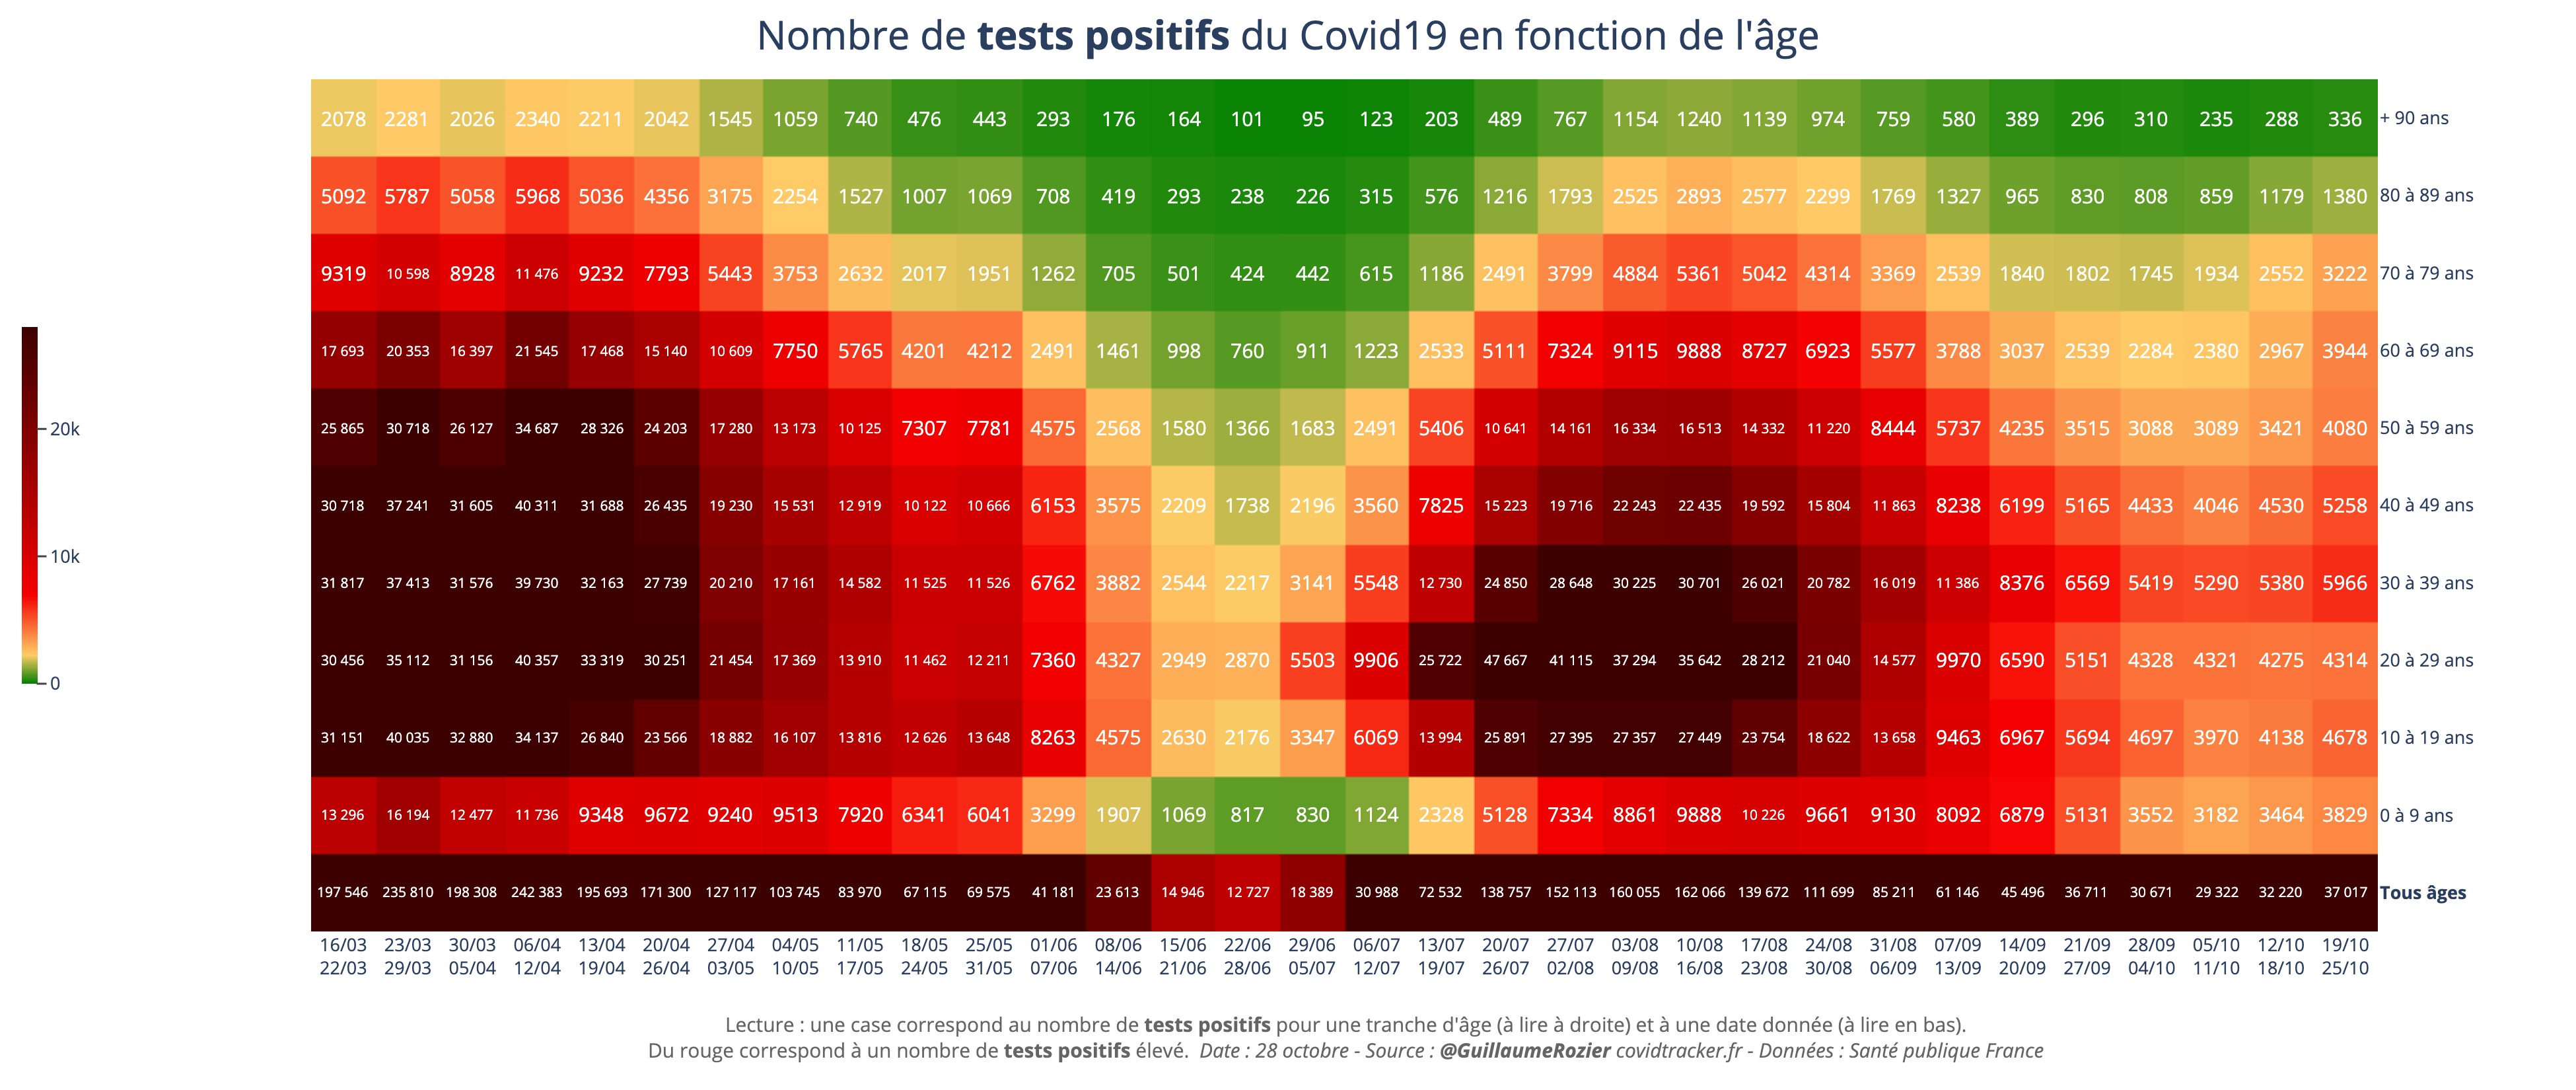 Nombre de tests positifs du Covid19 en fonction de l'âge
2078 2281 2026 2340 2211 2042 1545 1059 740 476 443 293 176 164 101 95 123 203 489 767 1154 1240 1139 974 759 580 389 296 310 235 288 336 + 90 ans
5092 5787 5058 5968 5036 4356 3175 2254 1527 1007 1069 708 419 293 238 226 315 576 1216 1793 2525 2893 2577 2299 1769 1327 965 830 808 859 1179 1380 80 à 89 ans
9319 10 598 8928 11 476 9232 7793 5443 3753 2632 2017 1951 1262 705 501 424 442 615 1186 2491 3799 4884 5361 5042 4314 3369 2539 1840 1802 1745 1934 2552 3222 70 à 79 ans
17 693 20 353 16 397 21 545 17 468 15 140 10 609 7750 5765 4201 4212 2491 1461 998 760 911 1223 2533 5111 7324 9115 9888 8727 6923 5577 3788 3037 2539 2284 2380 2967 3944 60 à 69 ans
20k
25 865 30 718 26 127 34 687 28 326 24 203 17 280 13 173 10 125 7307 7781 4575 2568 1580 1366 1683 2491 5406 10 641 14 161 16 334 16 513 14 332 11 220 8444 5737 4235 3515 3088 3089 3421 4080 50 à 59 ans
30 718 37 241 31 605 40 311 31 688 26 435 19 230 15 531 12 919 10 122 10 666 6153 3575 2209 1738 2196 3560 7825 15 223 19 716 22 243 22 435 19 592 15 804 11 863 8238 6199 5165 4433 4046 4530 5258 40 à 49 ans
10k
31 817 37 413 31 576 39 730 32 163 27 739 20 210 17 161 14 582 11 525 11 526 6762 3882 2544 2217 3141 5548 12 730 24 850 28 648 30 225 30 701 26 021 20 782 16 019 11 386 8376 6569 5419 5290 5380 5966 30 à 39 ans
30 456 35 112 31 156 40 357 33 319 30 251 21 454 17 369 13 910 11 462 12 211 7360 4327 2949 2870 5503 9906 25 722 47 667 41 115 37 294 35 642 28 212 21 040 14 577 9970 6590 5151 4328 4321 4275 4314 20 à 29 ans
0
31 151 40 035 32 880 34 137 26 840 23 566 18 882 16 107 13 816 12 626 13 648 8263 4575 2630 2176 3347 6069 13 994 25 891 27 395 27 357 27 449 23 754 18 622 13 658 9463 6967 5694 4697 3970 4138 4678 10 à 19 ans
13 296 16 194 12 477 11 736 9348 9672 9240 9513 7920 6341 6041 3299 1907 1069 817 830 1124 2328 5128 7334 8861 9888 10 226 9661 9130 8092 6879 5131 3552 3182 3464 3829 0 à 9 ans
197 546 235 810 198 308 242 383 195 693 171 300 127 117 103 745 83 970 67 115 69 575 41 181 23 613 14 946 12 727 18 389 30 988 72 532 138 757 152 113 160 055 162 066 139 672 111 699 85 211 61 146 45 496 36 711 30 671 29 322 32 220 37 017 Tous âges
16/03 23/03 30/03 06/04 13/04 20/04 27/04 04/05 11/05 18/05 25/05 01/06 08/06 15/06 22/06 29/06 06/07 13/07 20/07 27/07 03/08 10/08 17/08 24/08 31/08 07/09 14/09 21/09 28/09 05/10 12/10 19/10
22/03 29/03 05/04 12/04 19/04 26/04 03/05 10/05 17/05 24/05 31/05 07/06 14/06 21/06 28/06 05/07 12/07 19/07 26/07 02/08 09/08 16/08 23/08 30/08 06/09 13/09 20/09 27/09 04/10 11/10 18/10 25/10
Lecture : une case correspond au nombre de tests positifs pour une tranche d'âge (à lire à droite) et à une date donnée (à lire en bas).
Du rouge correspond à un nombre de tests positifs élevé. Date : 28 octobre - Source : @GuillaumeRozier covidtracker.fr - Données : Santé publique France